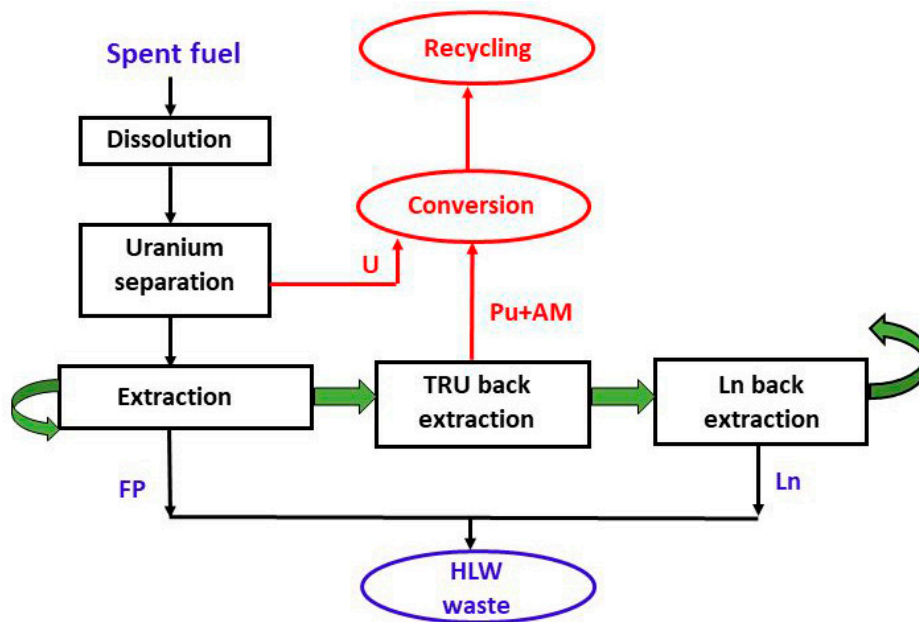 Recycling
Spent fuel
Dissolution
Conversion
Uranium
separation
U
Pu+AM
Extraction
TRU back
extraction
Ln back
extraction
FP
Ln
HLW
waste